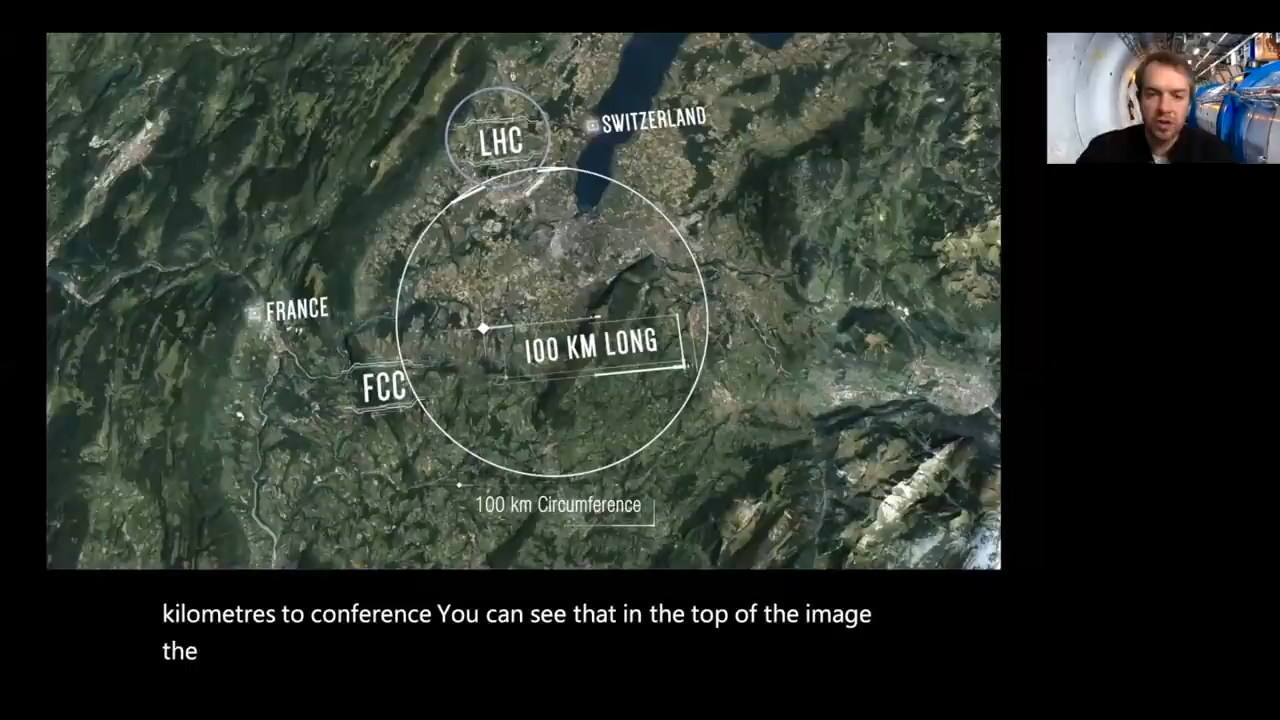 LHC
SWITZERLAND
FRANCE
100 KM LONG
FCC
100 km Circumference
kilometres to conference You can see that in the top of the image
the